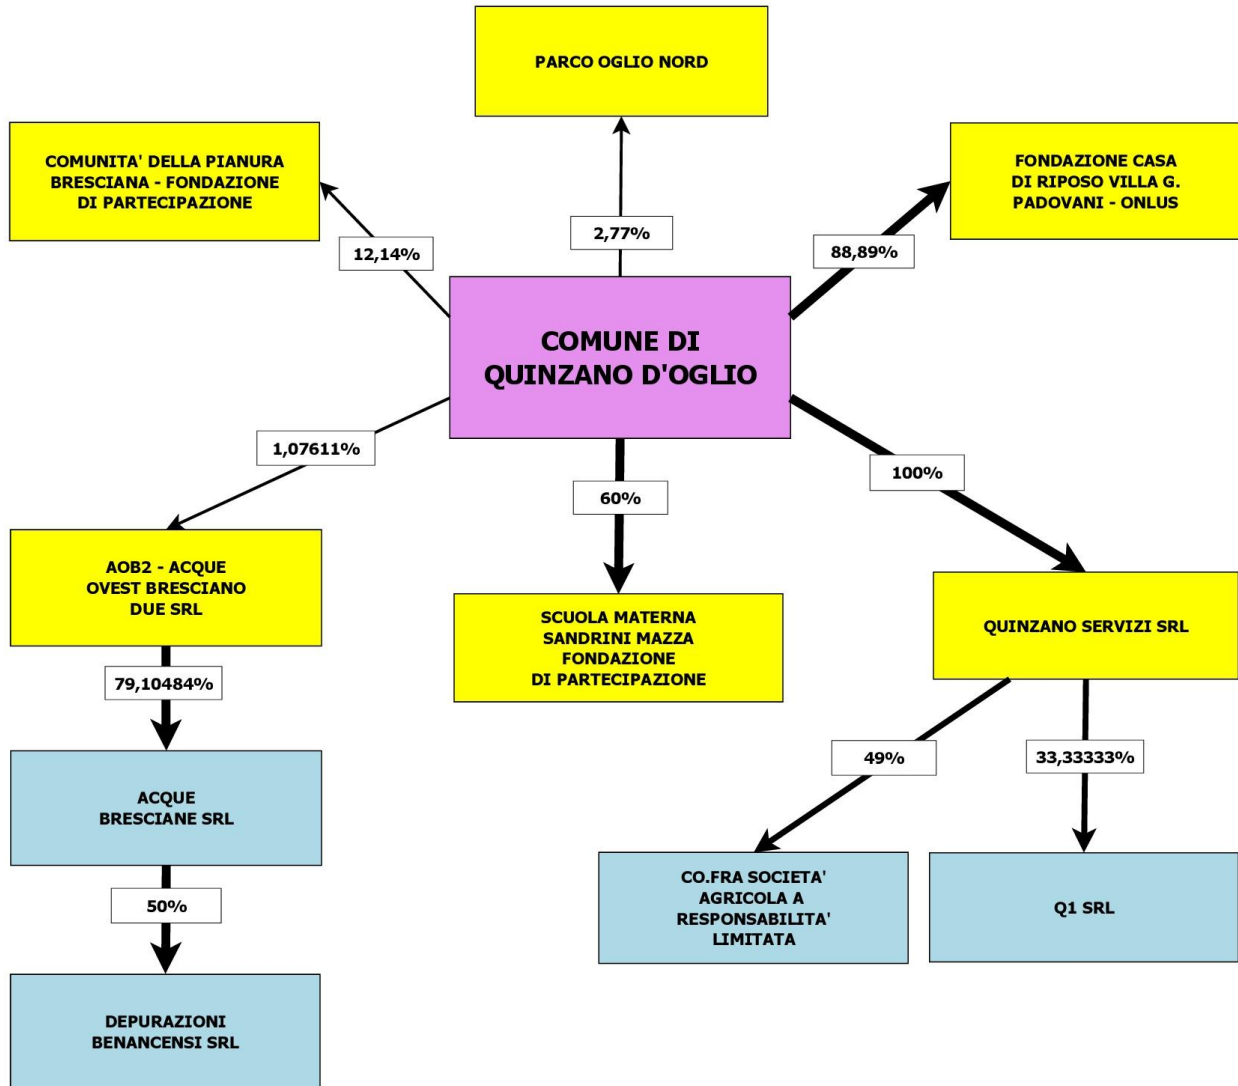 PARCO OGLIO NORD
COMUNITA' DELLA PIANURA
BRESCIANA - FONDAZIONE
DI PARTECIPAZIONE
FONDAZIONE CASA
DI RIPOSO VILLA G.
PADOVANI - ONLUS
12,14%
2,77%
88,89%
COMUNE DI
QUINZANO D'OGLIO
1,07611%
60%
100%
AOB2 - ACQUE
OVEST BRESCIANO
DUE SRL
SCUOLA MATERNA
SANDRINI MAZZA
FONDAZIONE
DI PARTECIPAZIONE
QUINZANO SERVIZI SRL
79,10484%
49%
33,33333%
ACQUE
BRESCIANE SRL
CO.FRA SOCIETA'
AGRICOLA A
RESPONSABILITA'
LIMITATA
Q1 SRL
50%
DEPURAZIONI
BENANCENSI SRL